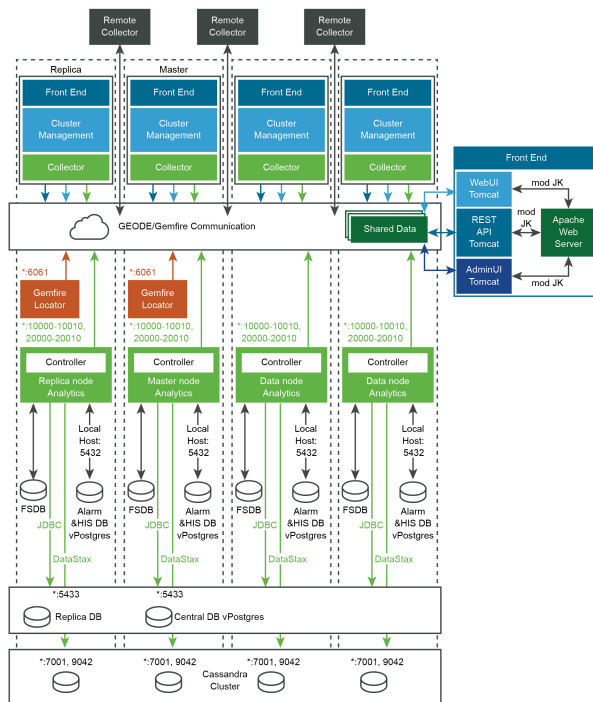 Remote
Collector
Remote
Collector
Remote
Collector
Replica
Master
Front End
Front End
Front End
Front End
Cluster
Management
Cluster
Management
Cluster
Management
Cluster
Management
Collector
Collector
Collector
Collector
Front End
WebUI
Tomcat
mod JK
REST
API
Tomcat
mod
JK
Apache
Web
Server
AdminUI
Tomcat
mod JK
GEODE/Gemfire Communication
Shared Data
*:6061
*:6061
Gemfire
Locator
Gemfire
Locator
*:10000-10010,
20000-20010
*:10000-10010,
20000-20010
*:10000-10010,
20000-20010
*:10000-10010,
20000-20010
Controller
Controller
Controller
Controller
Replica node
Analytics
Master node
Analytics
Data node
Analytics
Data node
Analytics
Local
Host:
5432
Local
Host:
5432
Local
Host:
5432
Local
Host:
5432
FSDB
Alarm
&HIS DB
vPostgres
FSDB
Alarm
&HIS DB
vPostgres
FSDB
Alarm
&HIS DB
vPostgres
FSDB
Alarm
&HIS DB
vPostgres
JDBC
JDBC
JDBC
JDBC
DataStax
DataStax
DataStax
DataStax
*:5433
*:5433
Replica DB
Central DB vPostgres
*:7001, 9042
*:7001, 9042
*:7001, 9042
*:7001, 9042
Cassandra
Cluster